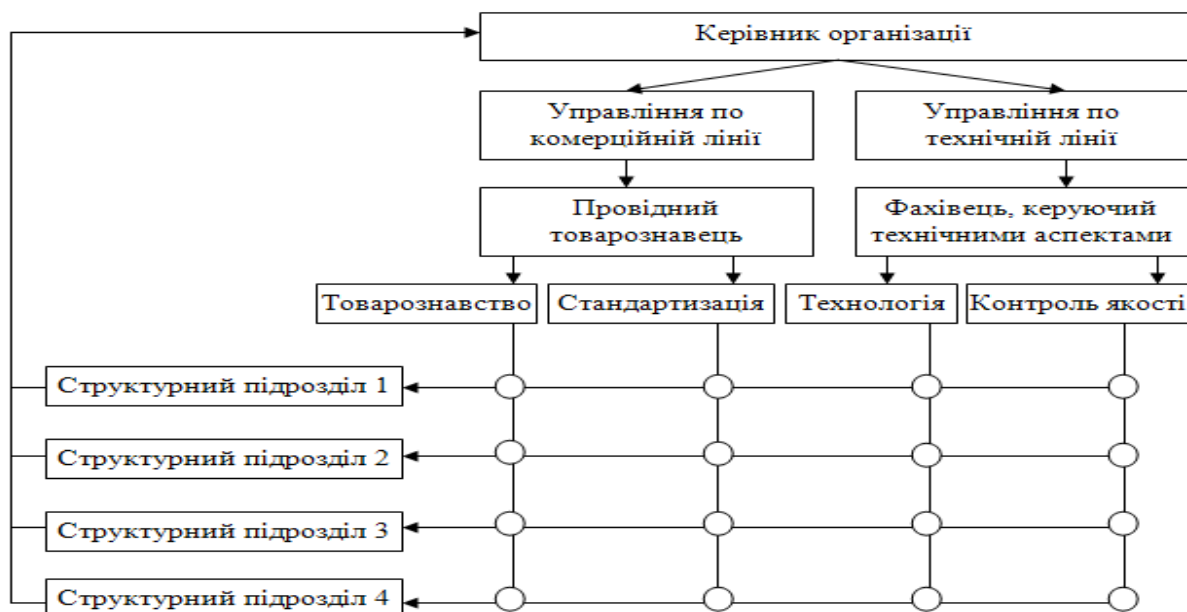 Керівник організації
Управління по
комерційній лінії
Управління по
технічній лінії
Провідний
товарознавець
Фахівець, керуючий
технічними аспектами
Товарознавство
Стандартизація
Технологія
Контроль якості
Структурний підрозділ 1
Структурний підрозділ 2
Структурний підрозділ 3
Структурний підрозділ 4